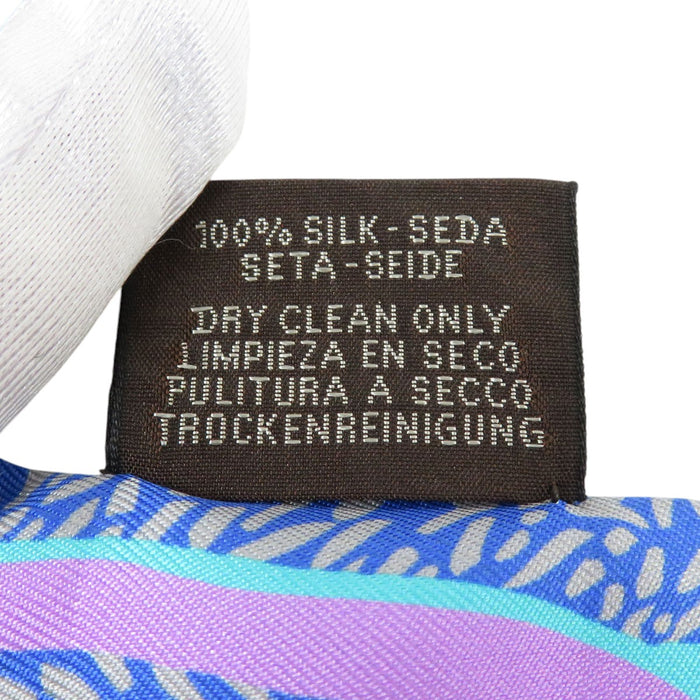 100% SILK-SEDA
SETA-SEIDE
DRY CLEAN ONLY
LIMPIEZA EN SECO
PULITURA A SECCO
TROCKENREINIGUNG